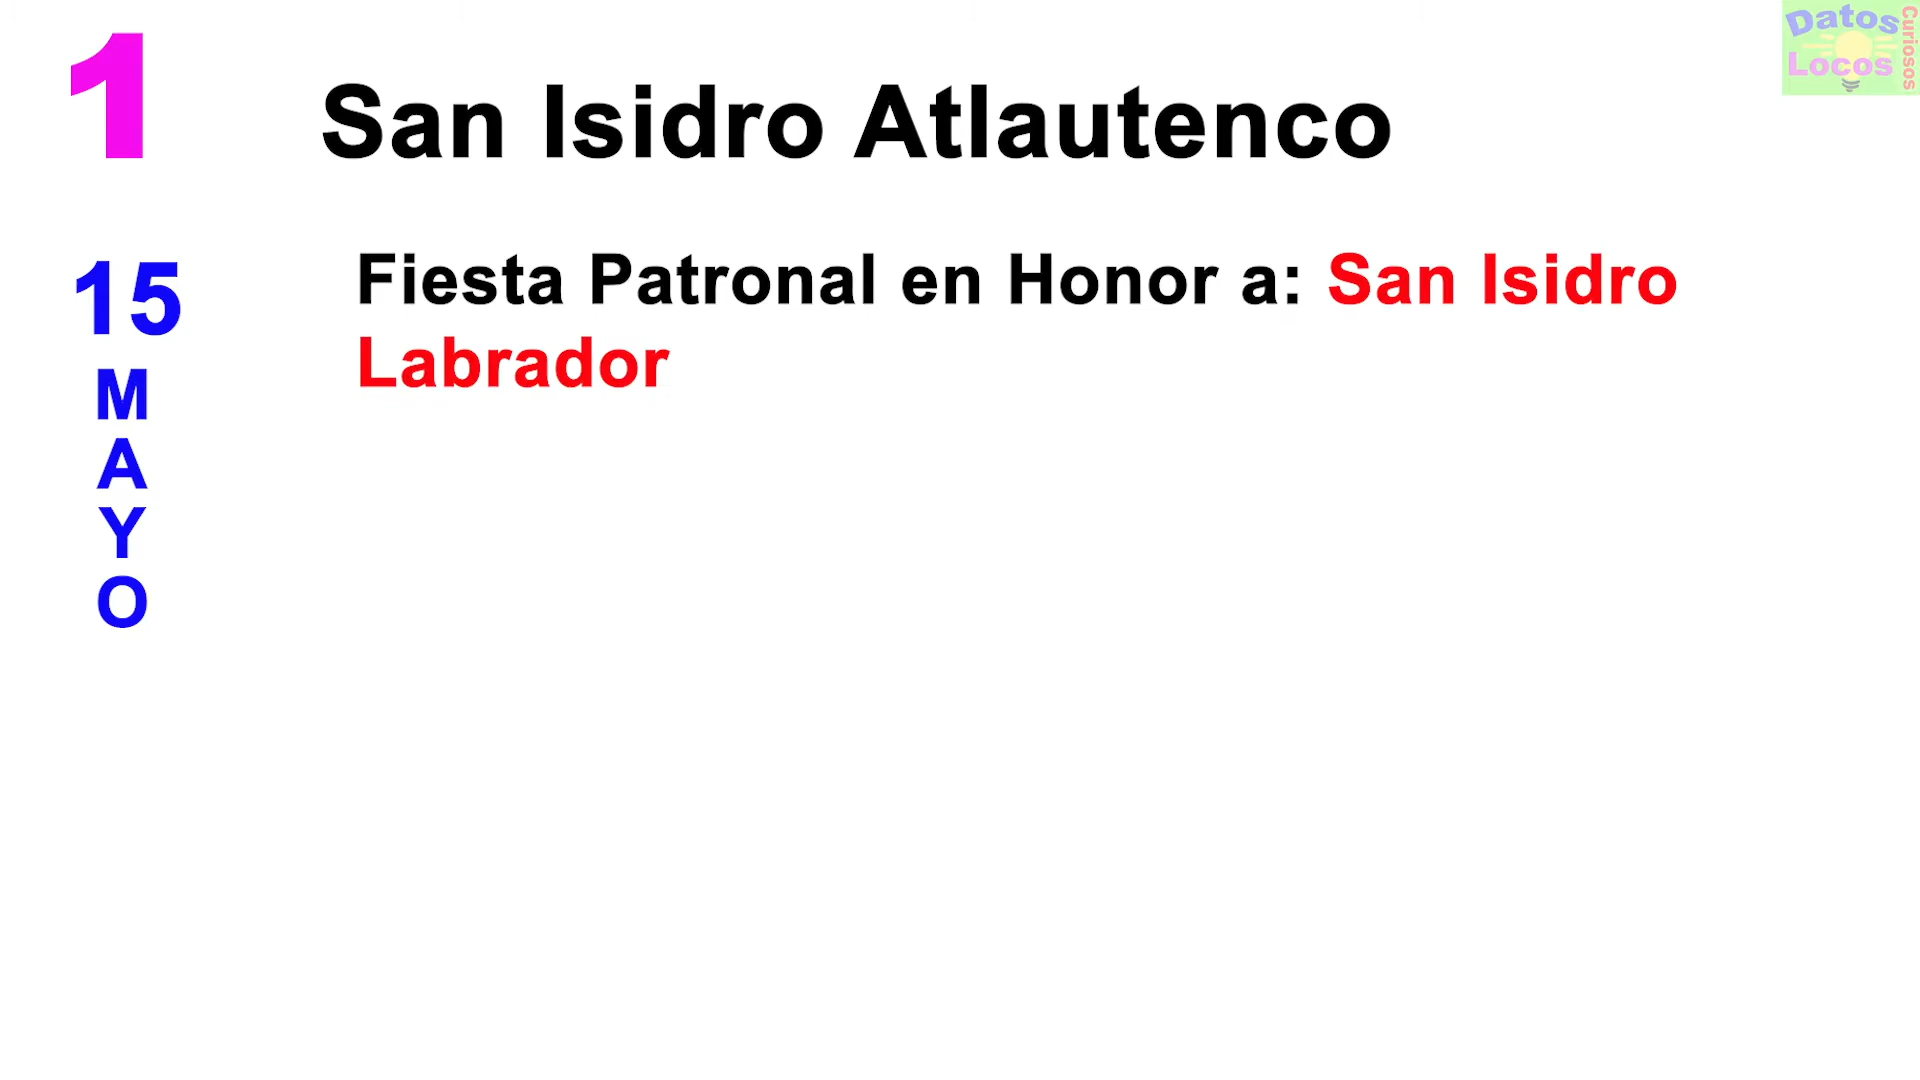 1
San Isidro Atlautenco
15
M
A
Y
O
Fiesta Patronal en Honor a: San Isidro
Labrador
Datos
Locos
Curiosos